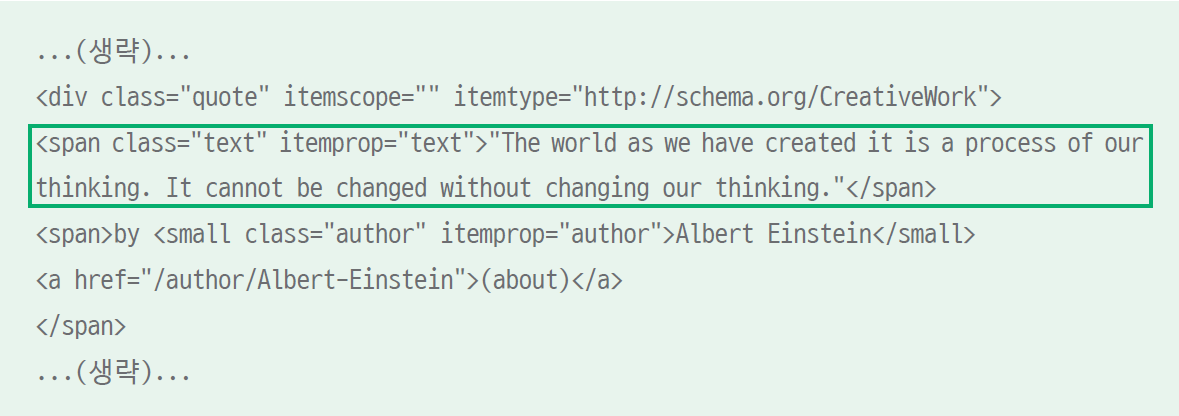 ...(생략)...
<div class="quote" itemscope="" itemtype="http://schema.org/CreativeWork">
<span class="text" itemprop="text">"The world as we have created it is a process of our
thinking. It cannot be changed without changing our thinking."</span>
<span>by <small class="author" itemprop="author">Albert Einstein</small>
<a href="/author/Albert-Einstein">(about)</a>
</span>
...(생략)...